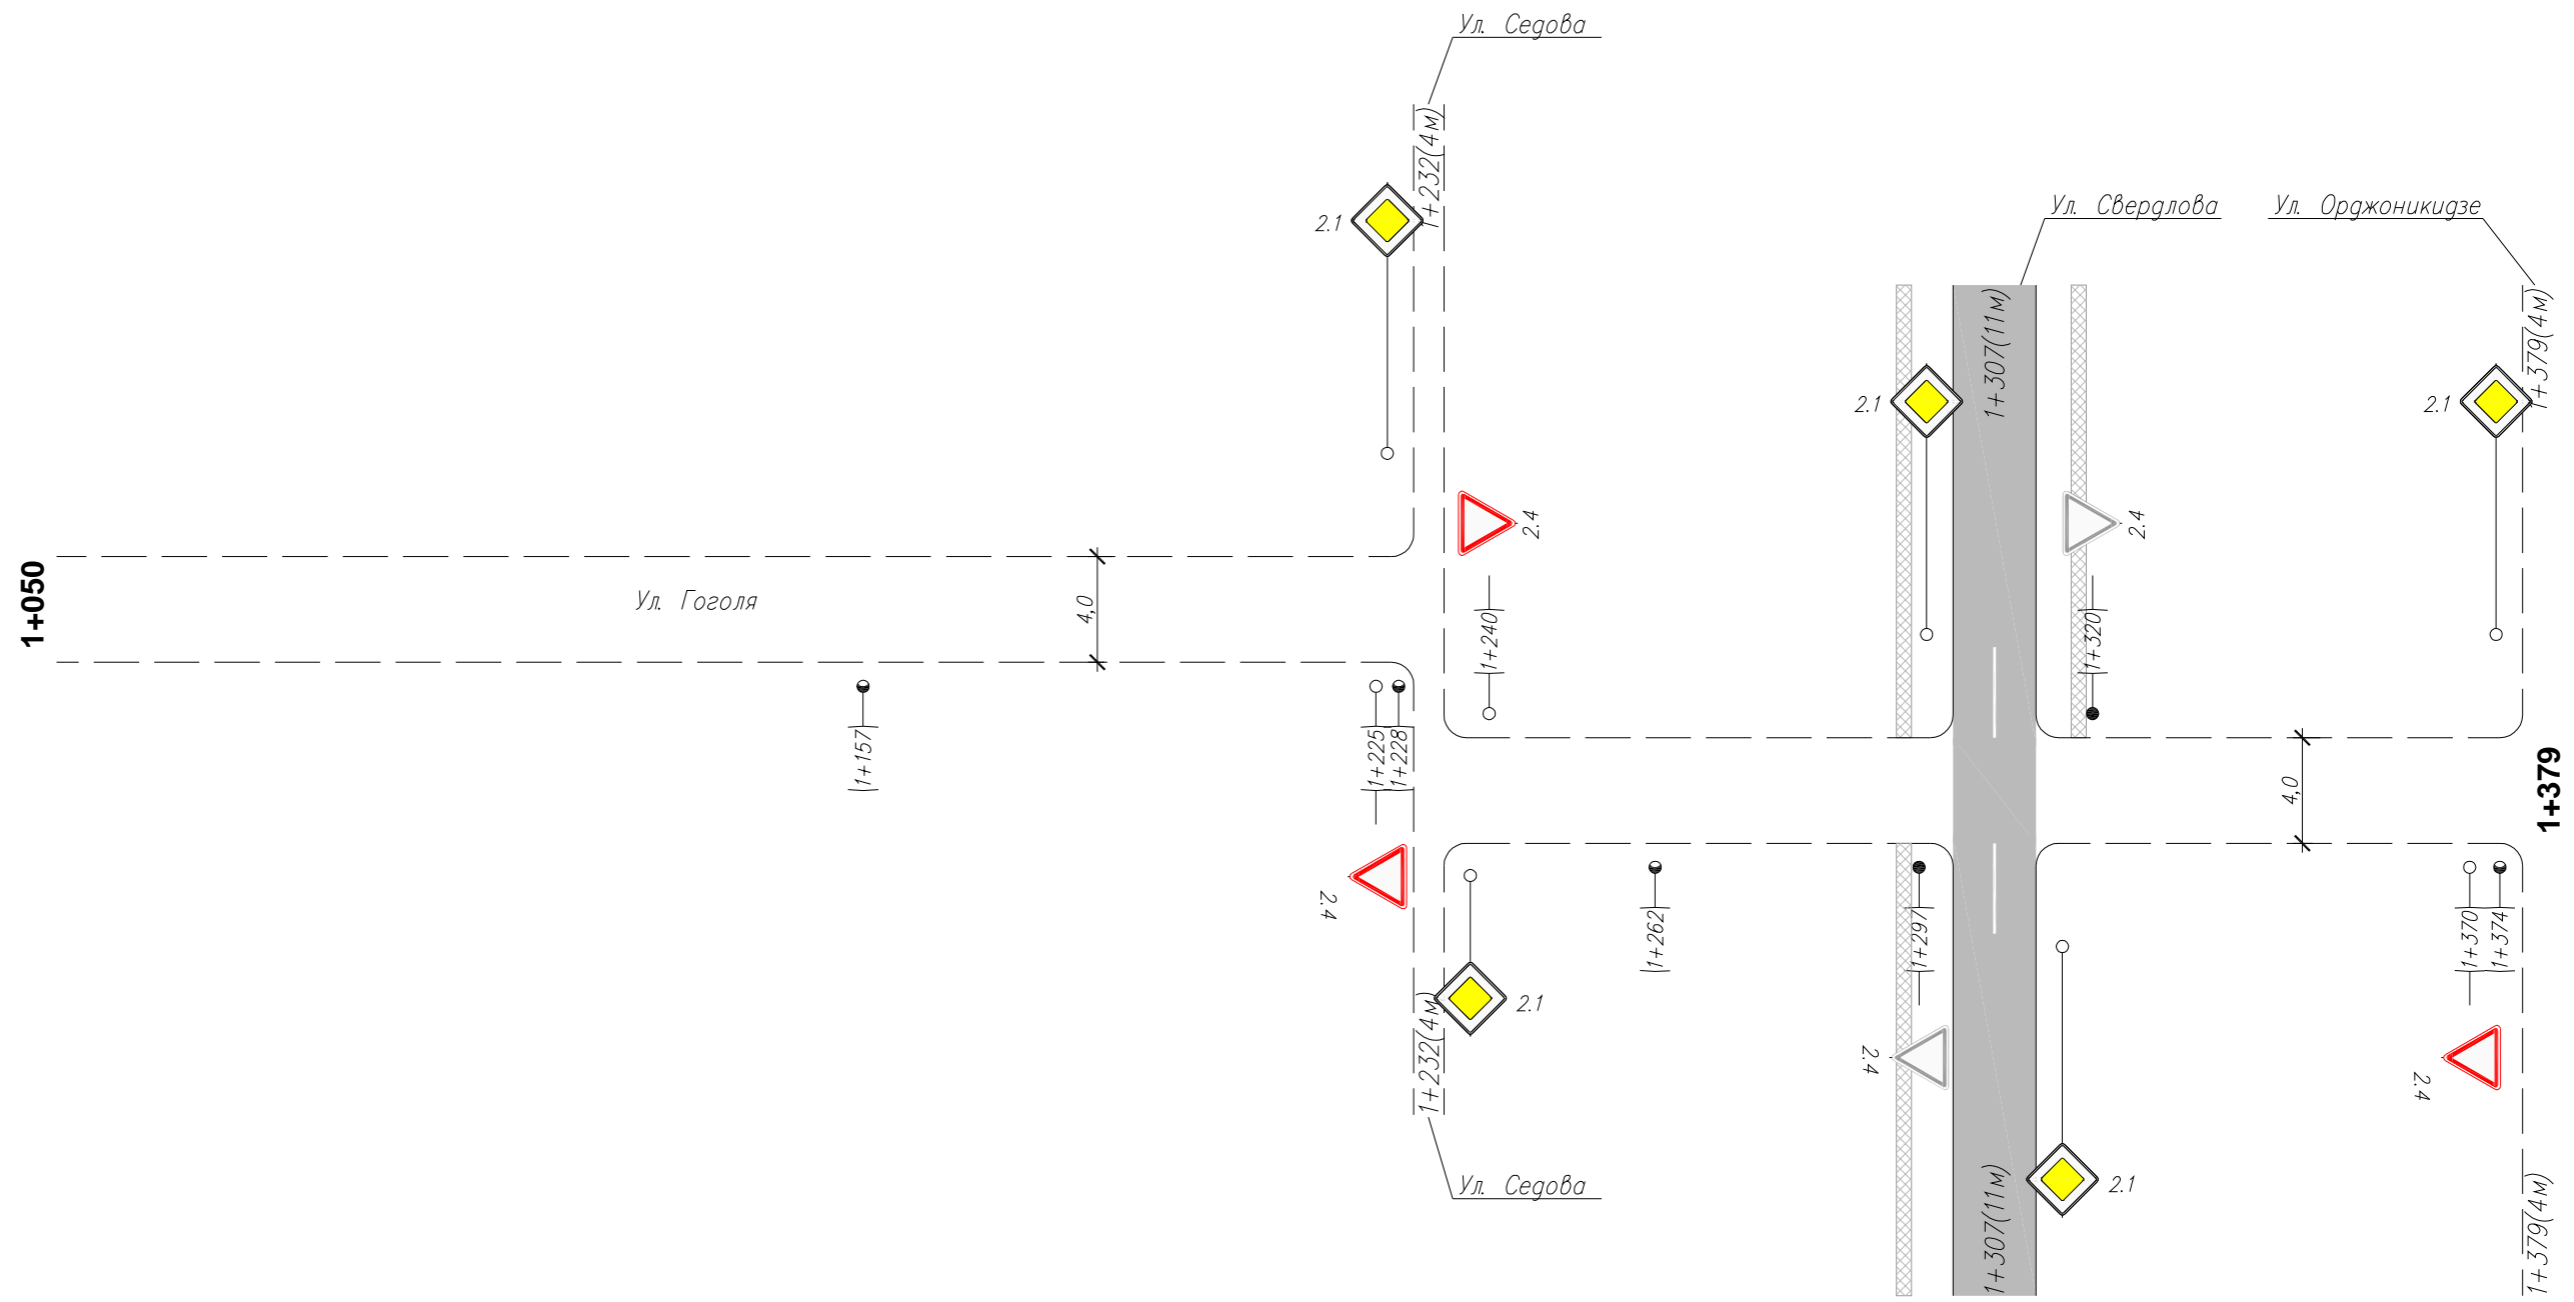 Ул. Седова
1+232(4м)
2.1
Ул. Свердлова
Ул. Орджоникидзе
1+307(11м)
1+379(4м)
2.1
2.1
2.4
2.4
1+050
Ул. Гоголя
4,0
1+240
1+320
1+157
1+225
1+228
4,0
1+379
2.4
1+262
1+297
1+370
1+374
2.1
1+232(4м)
2.4
2.4
Ул. Седова
2.1
1+307(11м)
1+379(4м)